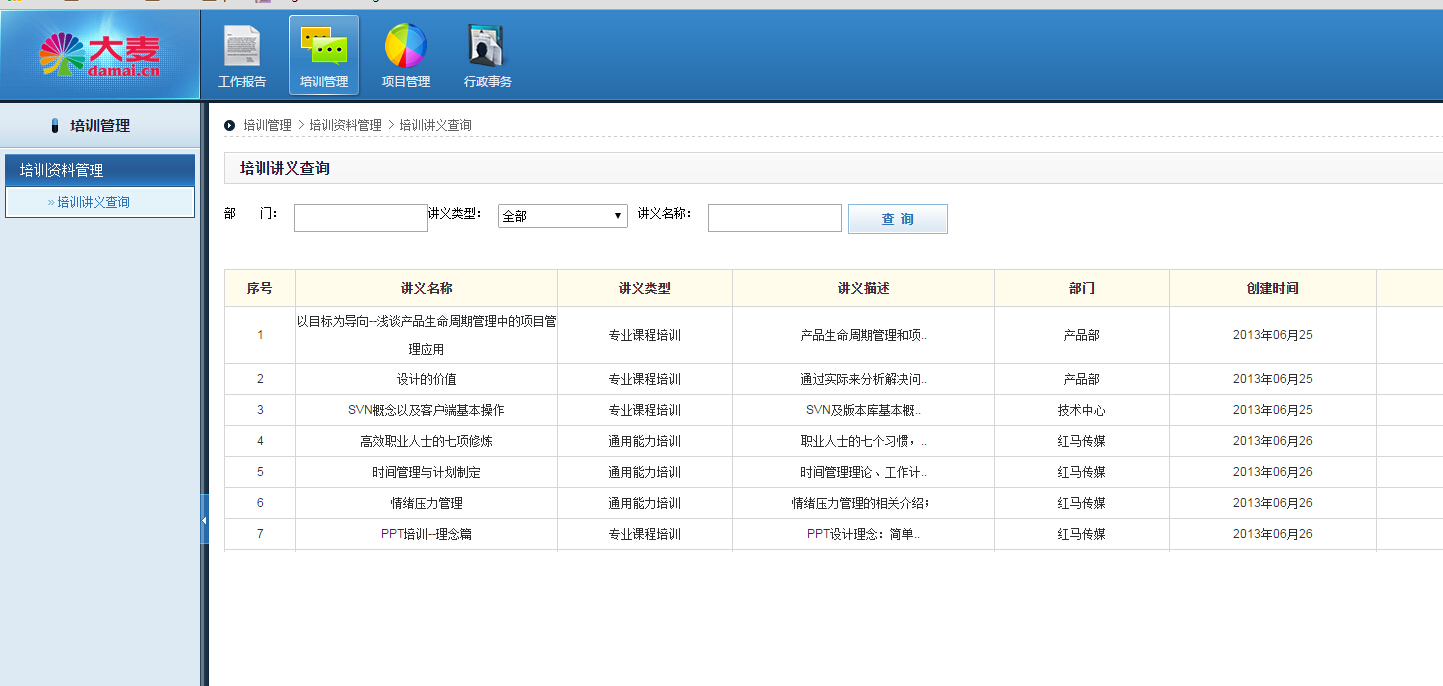 大麦
damai.cn
工作报告 培训管理 项目管理 行政事务
培训管理
培训资料管理
» 培训讲义查询
培训管理 > 培训资料管理 > 培训讲义查询
培训讲义查询
部 门： 讲义类型： 全部 讲义名称： 查 询
序号 讲义名称 讲义类型 讲义描述 部门 创建时间
1 以目标为导向--浅谈产品生命周期管理中的项目管 专业课程培训 产品生命周期管理和项.. 产品部 2013年06月25
理应用
2 设计的价值 专业课程培训 通过实际来分析解决问.. 产品部 2013年06月25
3 SVN概念以及客户端基本操作 专业课程培训 SVN及版本库基本概.. 技术中心 2013年06月25
4 高效职业人士的七项修炼 通用能力培训 职业人士的七个习惯，.. 红马传媒 2013年06月26
5 时间管理与计划制定 通用能力培训 时间管理理论、工作计.. 红马传媒 2013年06月26
6 情绪压力管理 通用能力培训 情绪压力管理的相关介绍； 红马传媒 2013年06月26
7 PPT培训--理念篇 专业课程培训 PPT设计理念：简单.. 红马传媒 2013年06月26